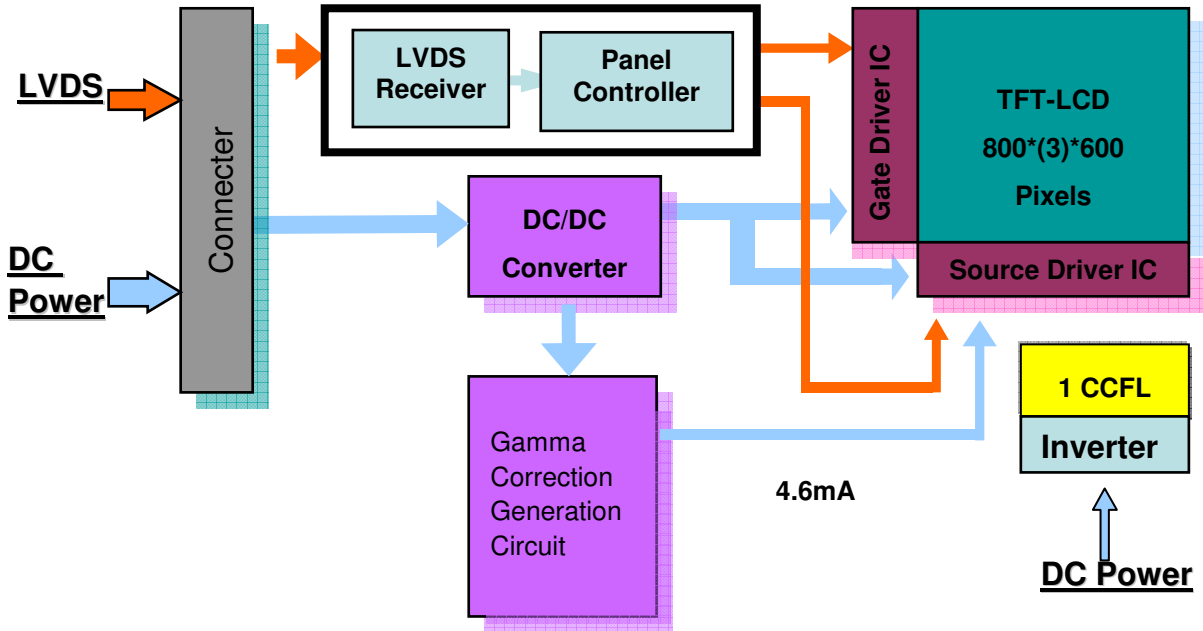 LVDS
DC
Power
Connecter
LVDS
Receiver
Panel
Controller
DC/DC
Converter
Gamma
Correction
Generation
Circuit
Gate Driver IC
TFT-LCD
800*(3)*600
Pixels
Source Driver IC
4.6mA
1 CCFL
Inverter
DC Power